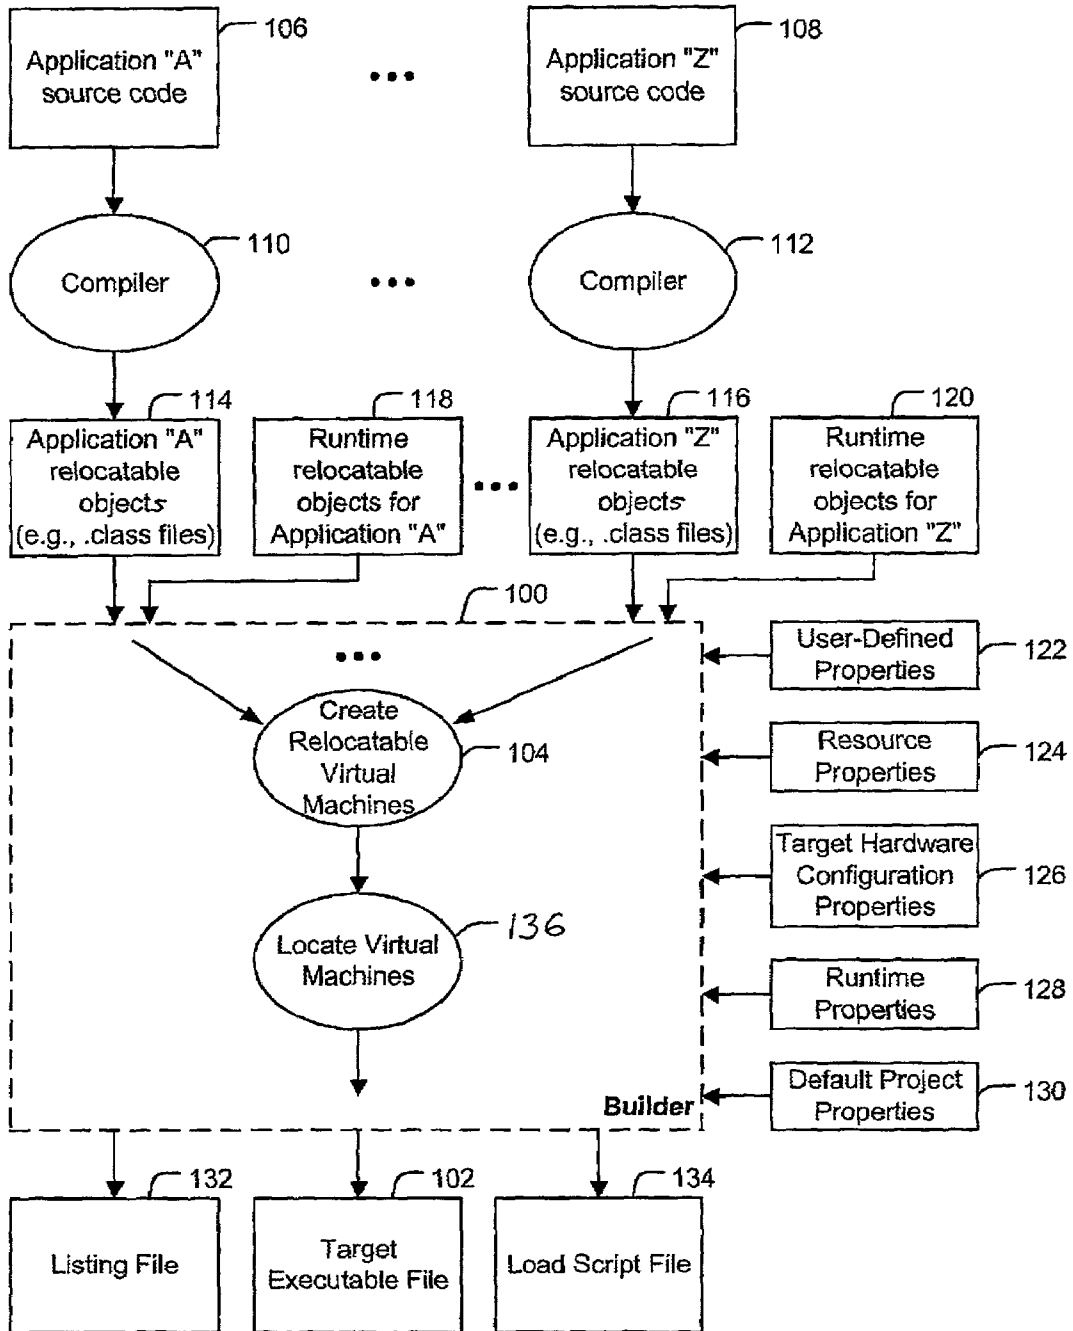 106
Application "A"
source code
108
Application "Z"
source code
110
Compiler
112
Compiler
114
Application "A"
relocatable
objects
(e.g., .class files)
118
Runtime
relocatable
objects for
Application "A"
116
Application "Z"
relocatable
objects
(e.g., .class files)
120
Runtime
relocatable
objects for
Application "Z"
100
Create
Relocatable
Virtual
Machines
104
Locate Virtual
Machines
136
Builder
User-Defined
Properties
122
Resource
Properties
124
Target Hardware
Configuration
Properties
126
Runtime
Properties
128
Default Project
Properties
130
132
Listing File
102
Target
Executable File
134
Load Script File